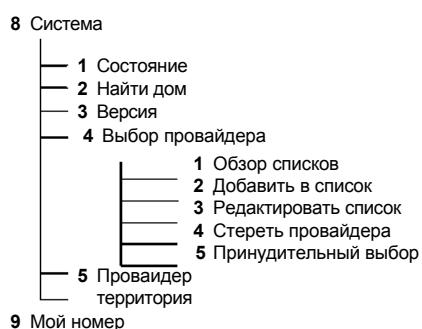 8 Система
1 Состояние
2 Найти дом
3 Версия
4 Выбор провайдера
1 Обзор списков
2 Добавить в список
3 Редактировать список
4 Стереть провайдера
5 Принудительный выбор
5 Провайдер
территория
9 Мой номер